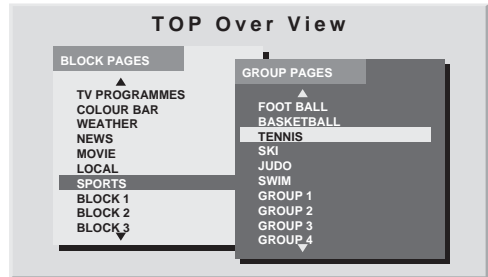 TOP Over View
BLOCK PAGES
TV PROGRAMMES
COLOUR BAR
WEATHER
NEWS
MOVIE
LOCAL
SPORTS
BLOCK 1
BLOCK 2
BLOCK 3
GROUP PAGES
FOOT BALL
BASKETBALL
TENNIS
SKI
JUDO
SWIM
GROUP 1
GROUP 2
GROUP 3
GROUP 4